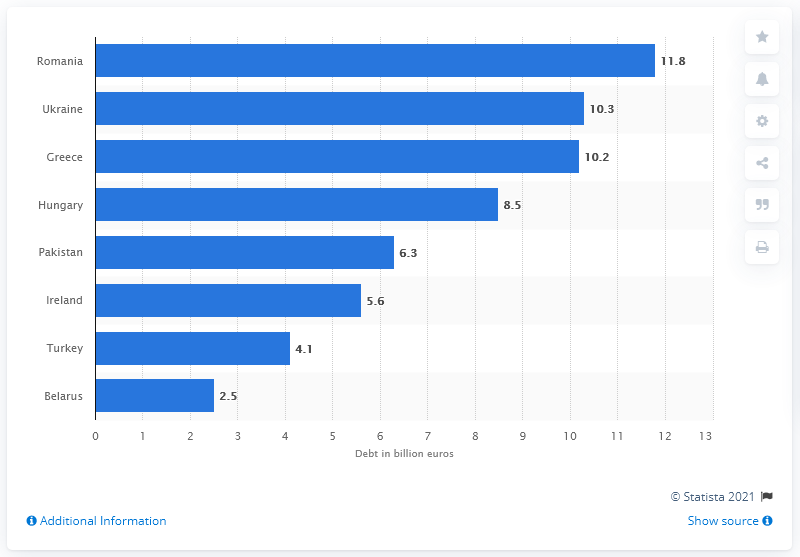 Romania 11.8
Ukraine 10.3
Greece 10.2
Hungary 8.5
Pakistan 6.3
Ireland 5.6
Turkey 4.1
Belarus 2.5
0 1 2 3 4 5 6 7 8 9 10 11 12 13
Debt in billion euros
© Statista 2021
Additional Information Show source